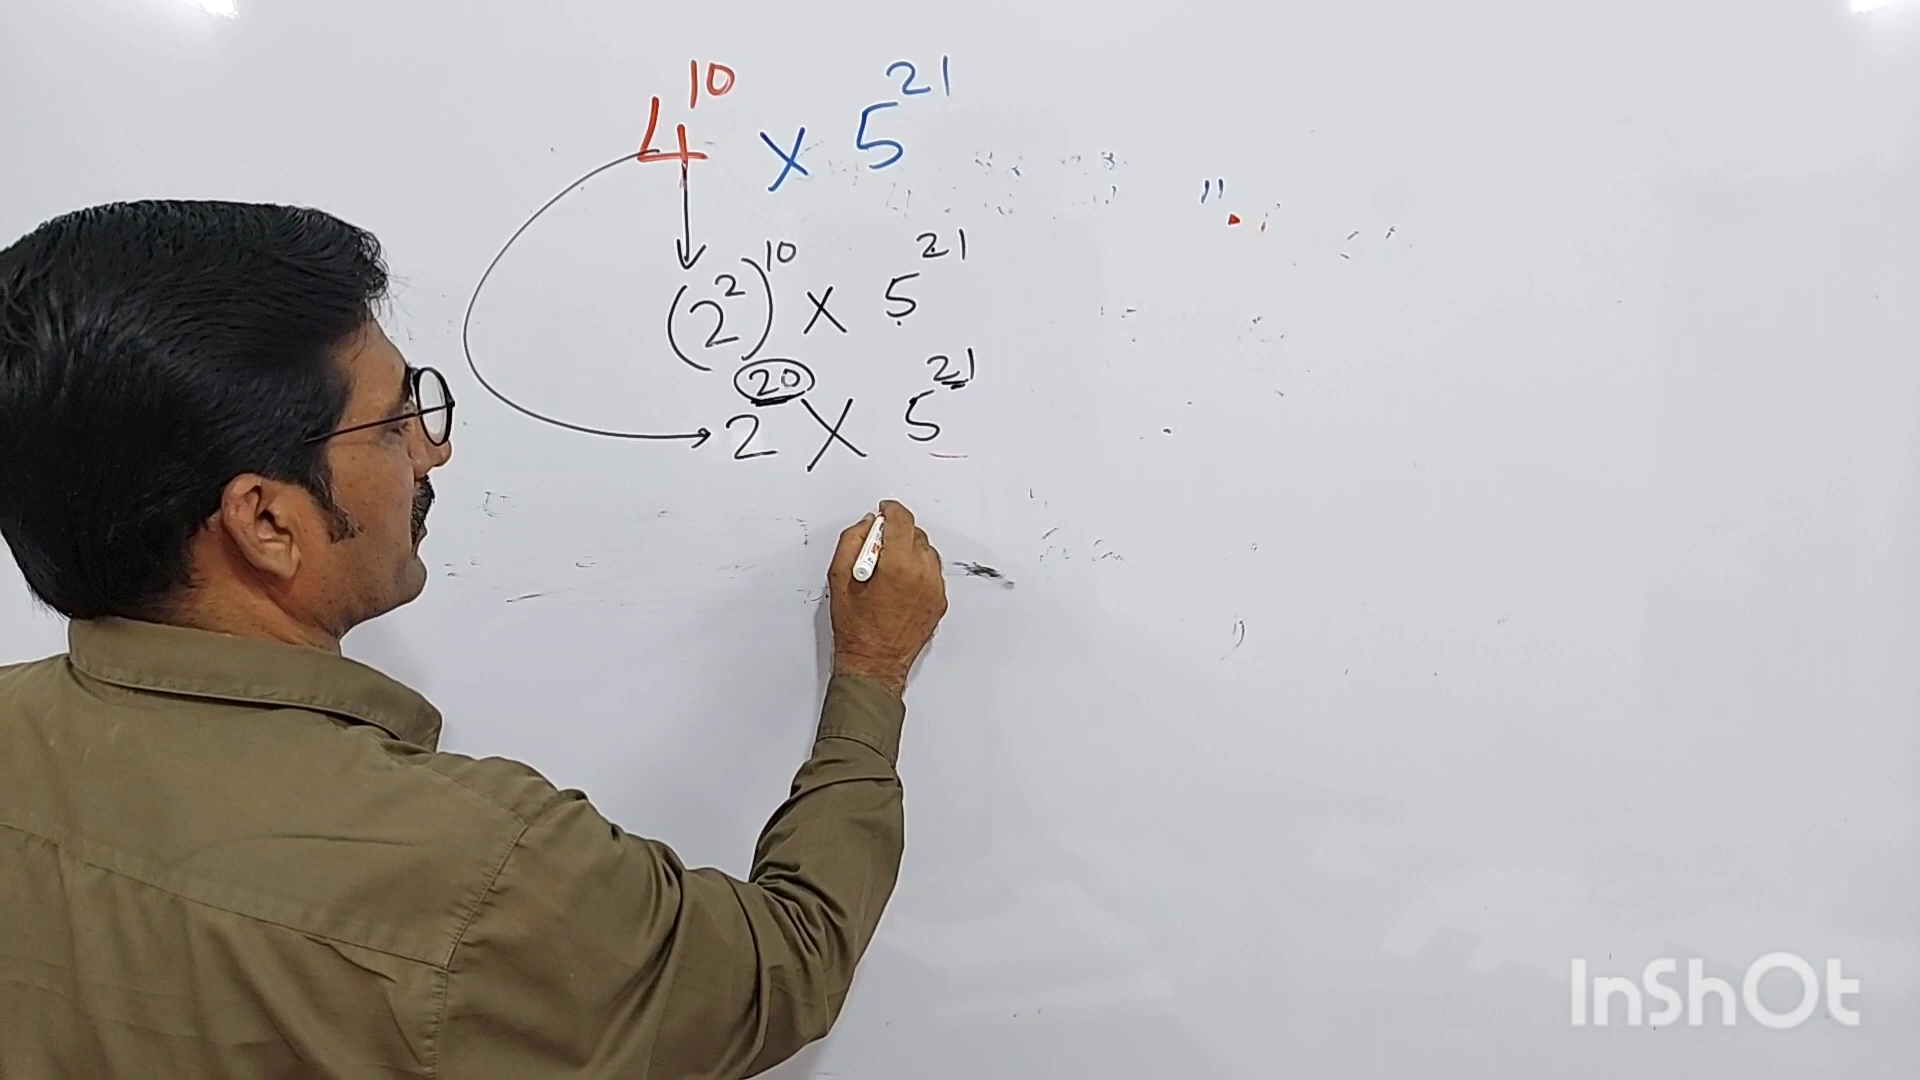 4¹⁰ × 5²¹
(2²)¹⁰ × 5²¹
2²⁰ × 5²¹
InShOt